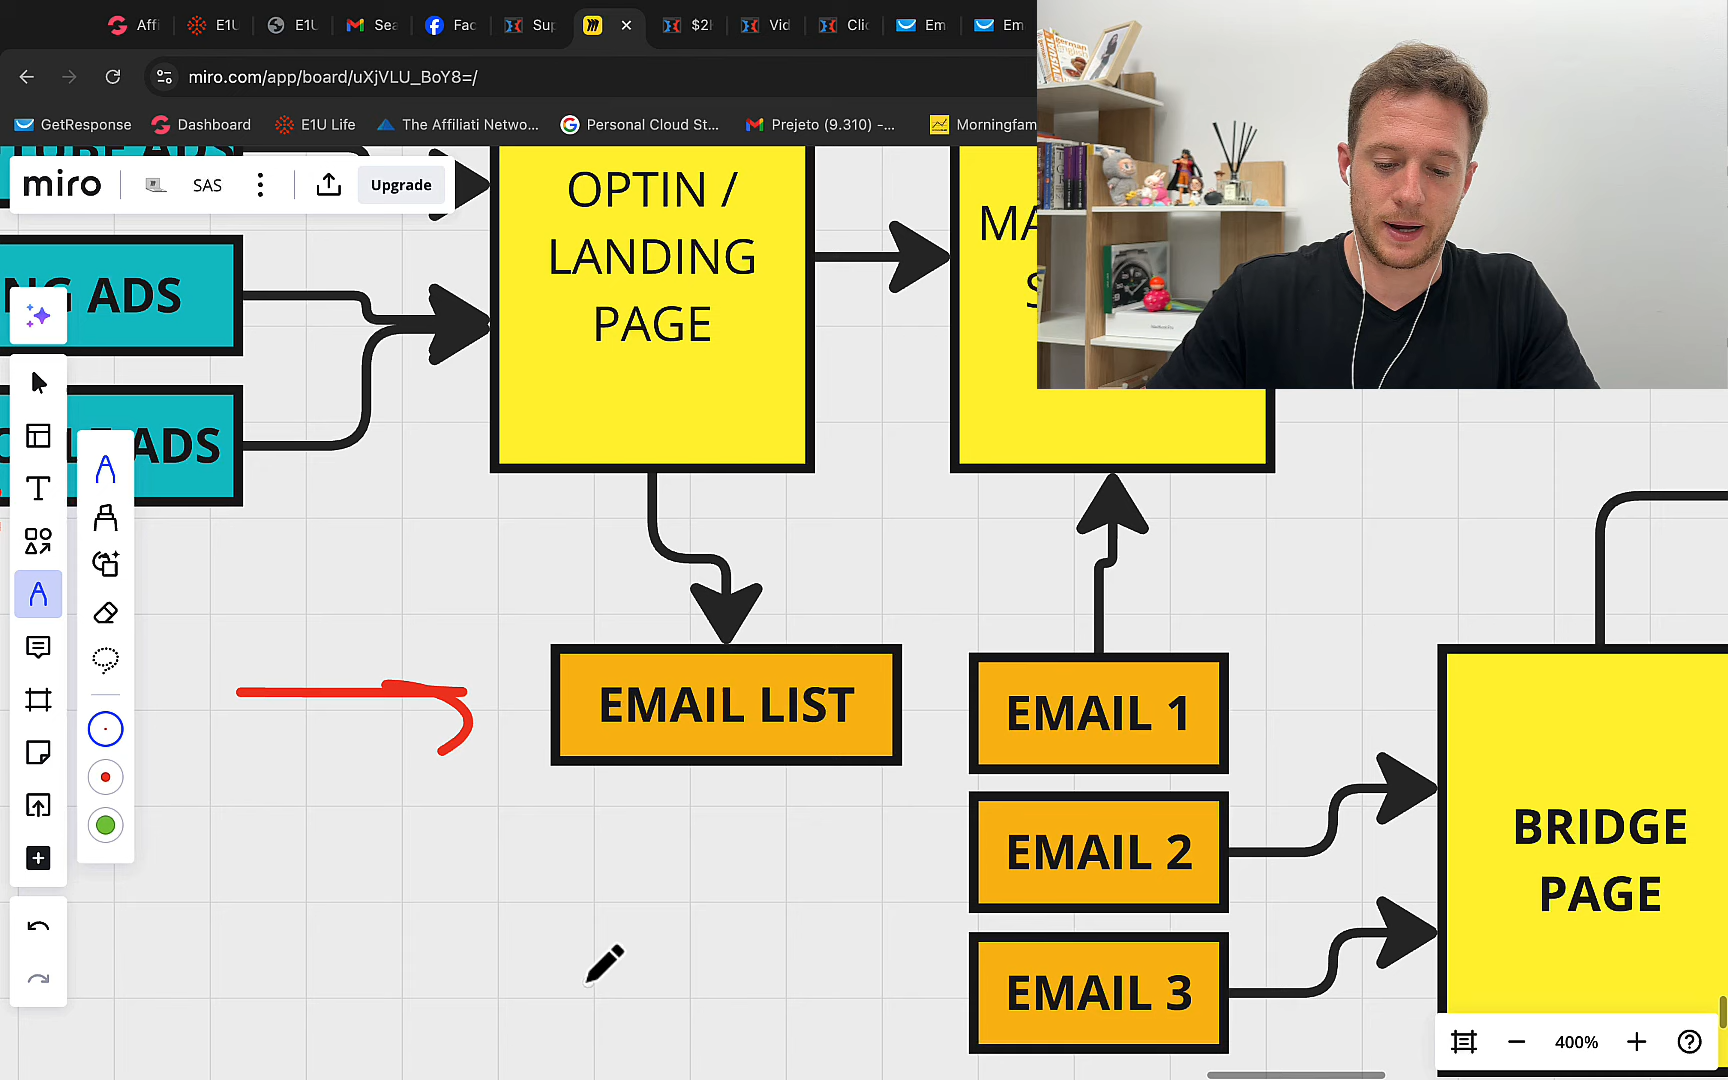 Affi
E1U
E1U
Sea
Fac
Sup
$2
Vid
Clic
Em
Em
miro.com/app/board/uXjVLU_BoY8=/
GetResponse
Dashboard
E1U Life
The Affiliati Netwo...
Personal Cloud St...
Prejeto (9.310) -...
Morningfam
miro
SAS
Upgrade
OPTIN /
LANDING
PAGE
MA
S
ADS
ADS
EMAIL LIST
EMAIL 1
EMAIL 2
EMAIL 3
BRIDGE
PAGE
400%